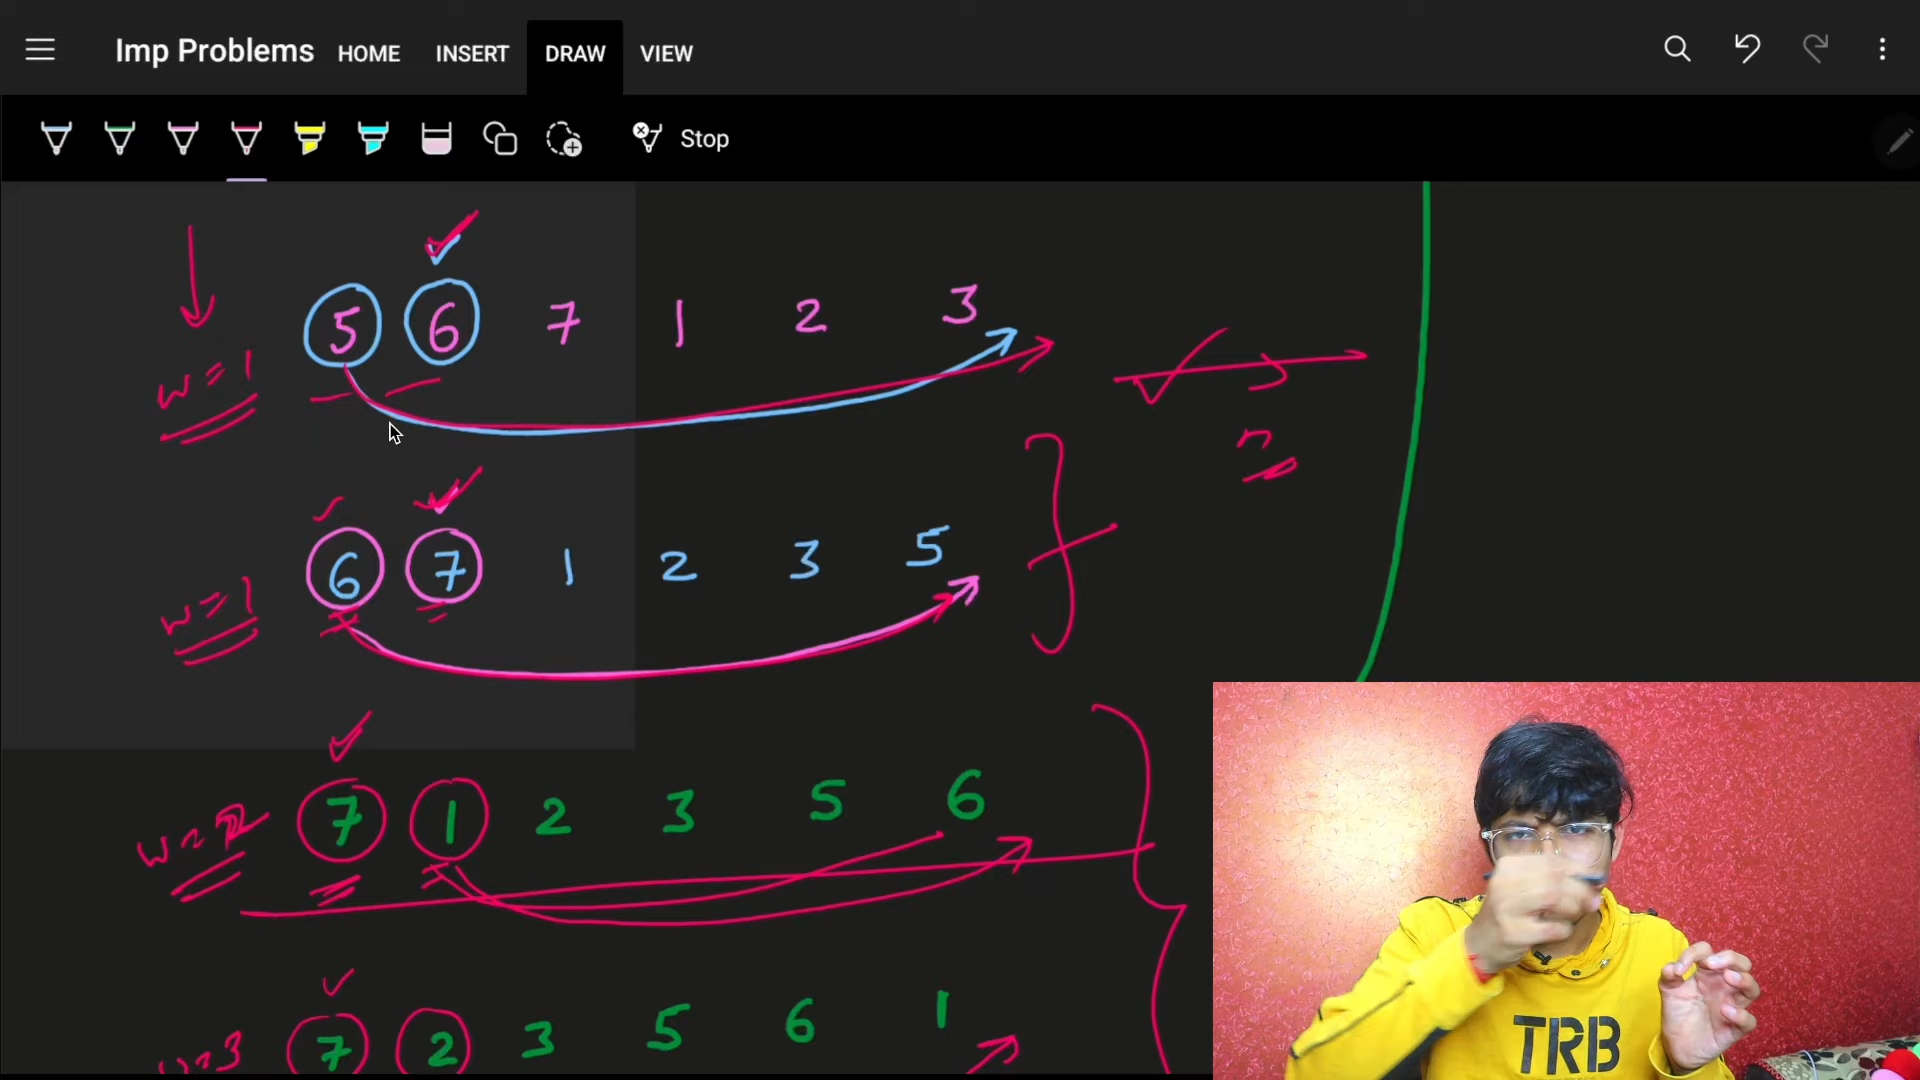 Imp Problems HOME INSERT DRAW VIEW
Stop
5 6 7 1 2 3
w=1
n
6 7 1 2 3 5
w=1
7 1 2 3 5 6
7 2 3 5 6 1
TRB